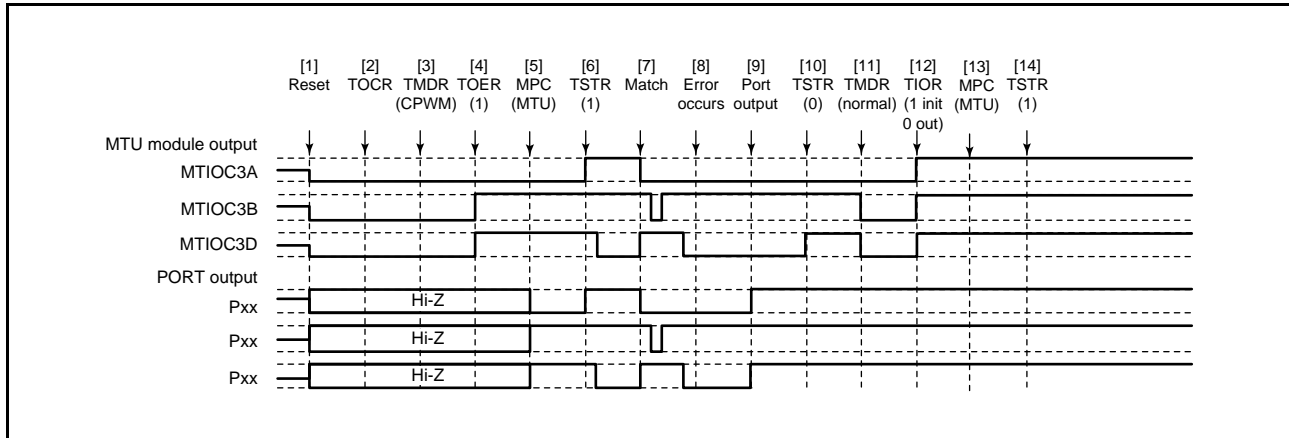 [1] [2] [3] [4] [5] [6] [7] [8] [9] [10] [11] [12] [13] [14]
Reset TOCR TMDR TOER MPC TSTR Match Error Port TSTR TMDR TIOR MPC TSTR
(CPWM) (1) (MTU) (1) occurs output (0) (normal) (1 init (MTU) (1)
0 out)
MTU module output
MTIOC3A
MTIOC3B
MTIOC3D
PORT output
Pxx Hi-Z
Pxx Hi-Z
Pxx Hi-Z